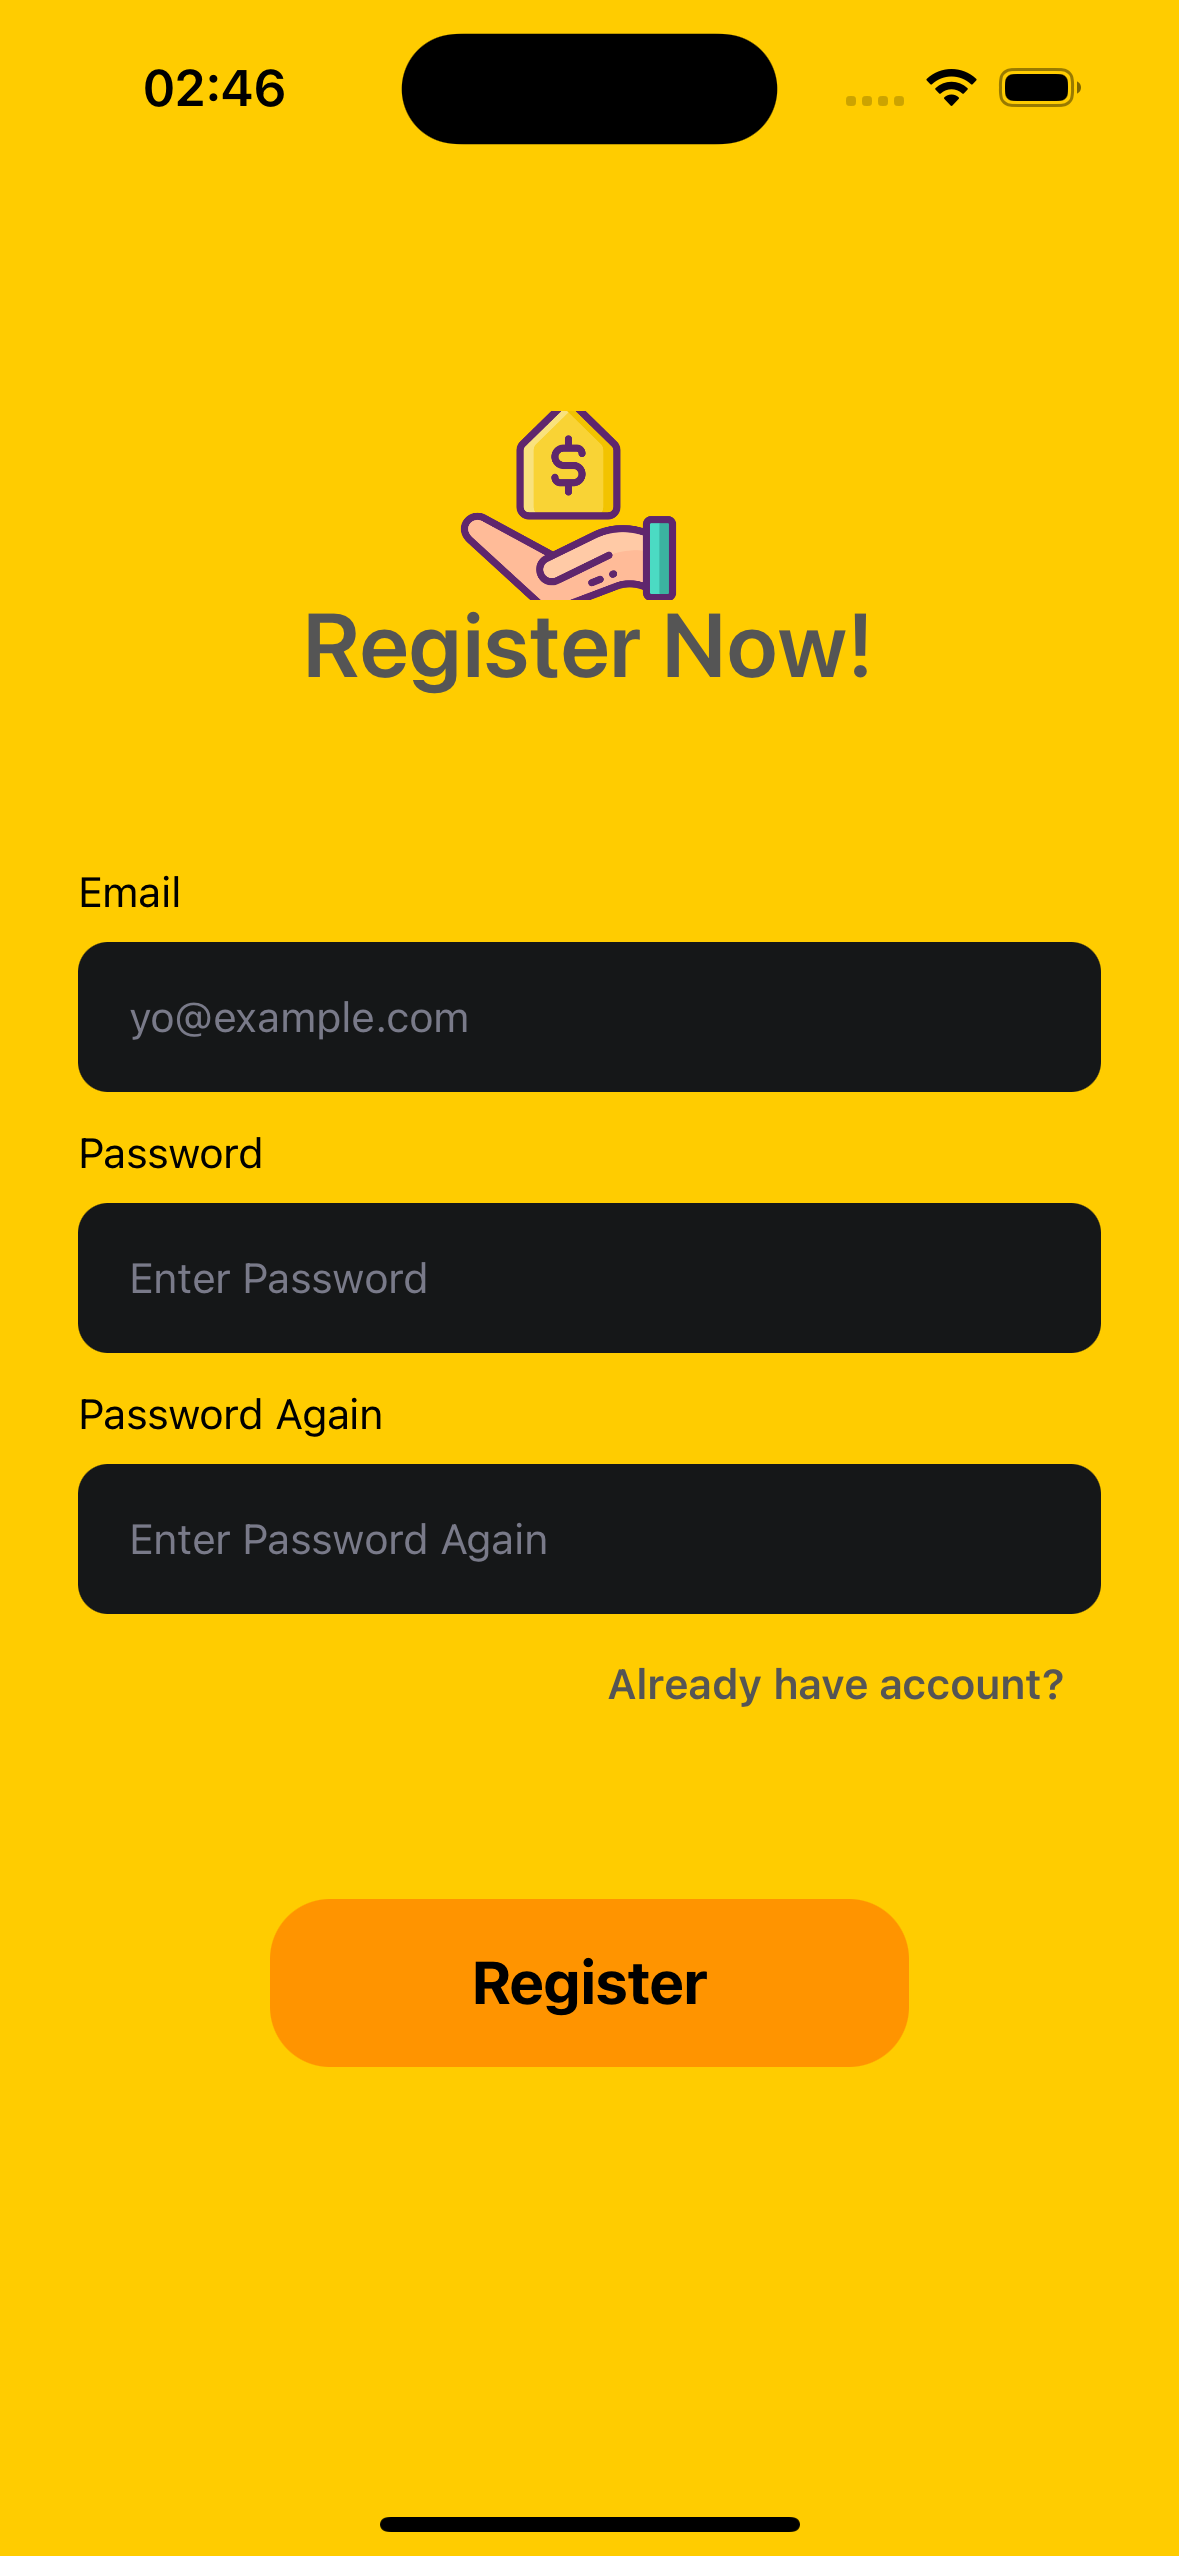 02:46
$
Register Now!
Email
yo@example.com
Password
Enter Password
Password Again
Enter Password Again
Already have account?
Register